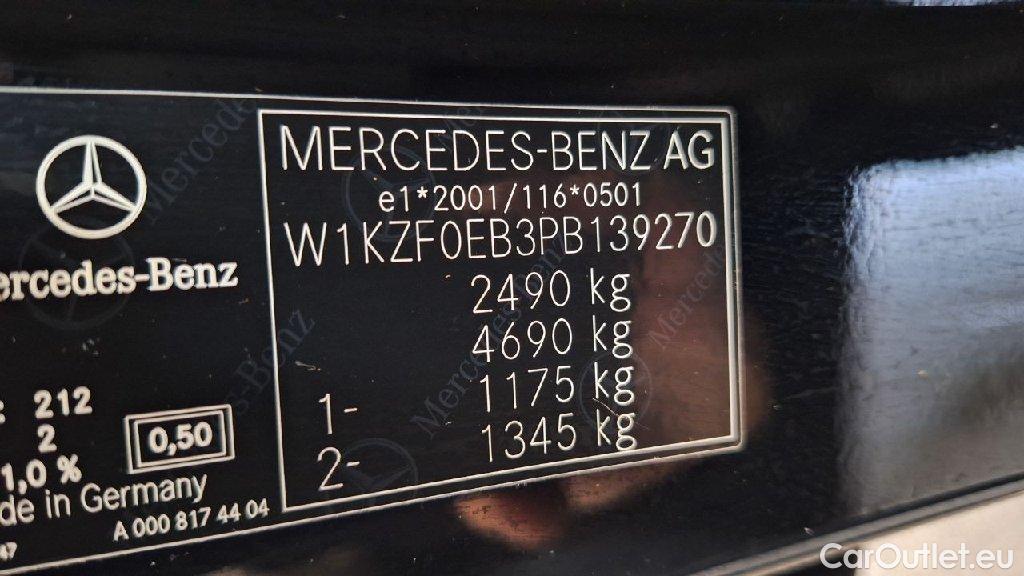 MERCEDES-BENZ AG
e1*2001/116*0501
W1KZF0EB3PB139270
2490 kg
4690 kg
1- 1175 kg
2- 1345 kg
ercedes-Benz
212
2
0,50
1,0 %
de in Germany
A 000 817 44 04
47
CarOutlet.eu